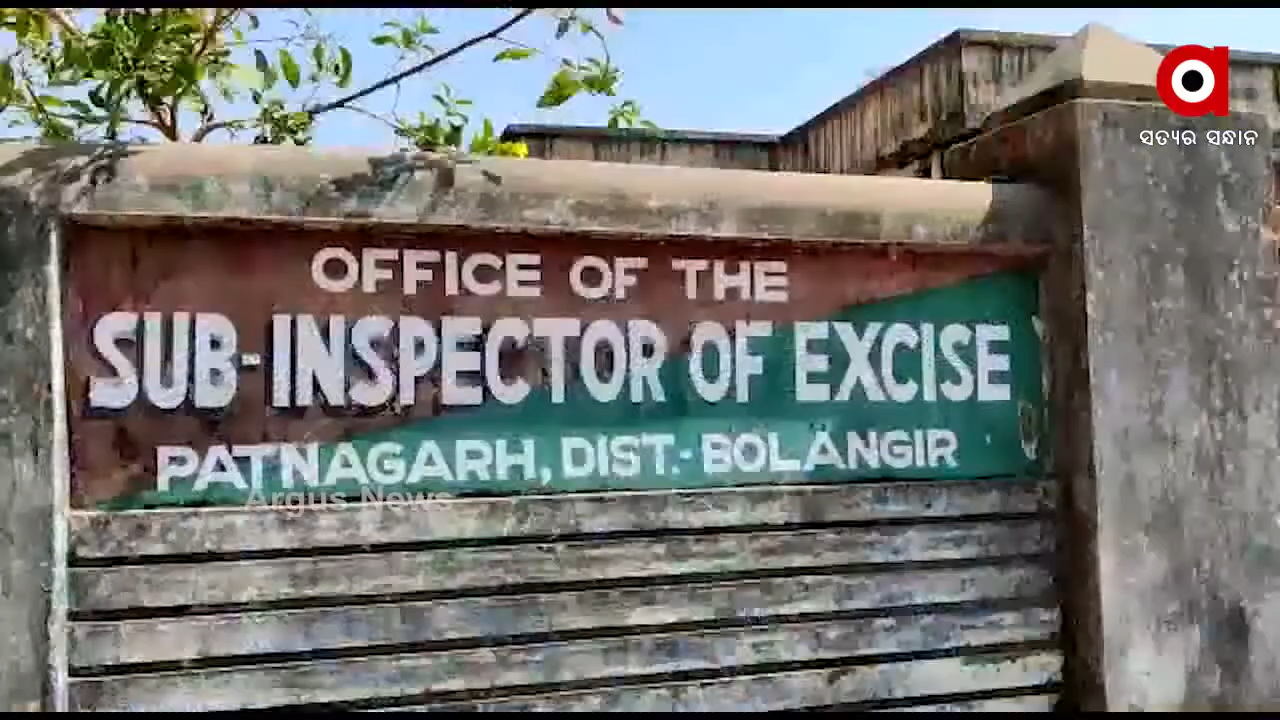 ସତ୍ୟର ସନ୍ଧାନ
OFFICE OF THE
SUB-INSPECTOR OF EXCISE
PATNAGARH, DIST.- BOLANGIR
Argus News